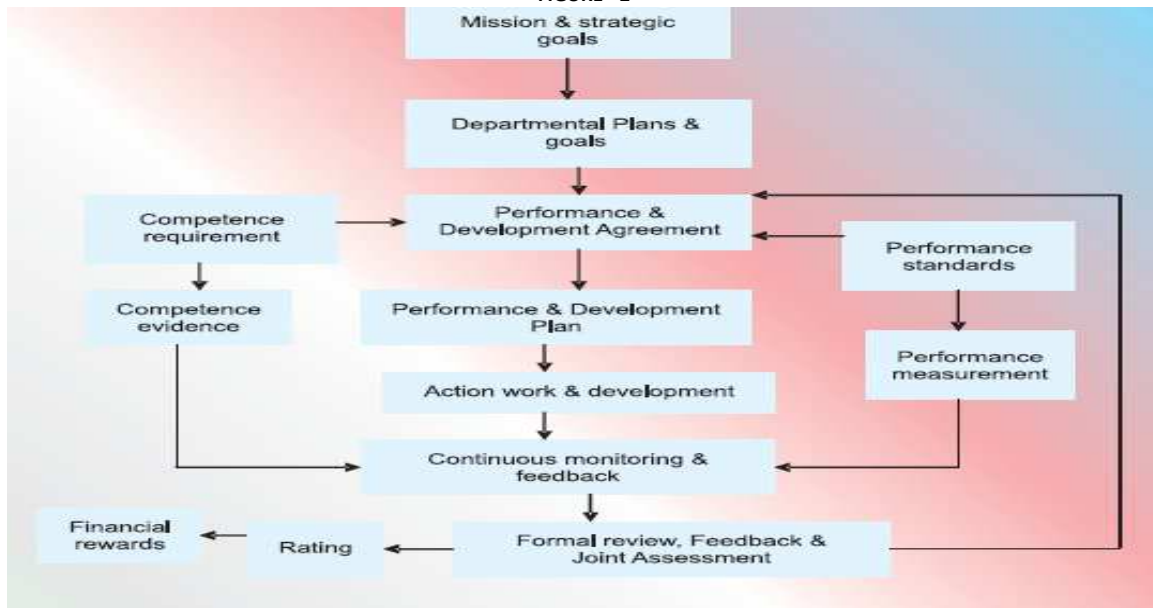 Mission & strategic
goals
Departmental Plans &
goals
Competence
requirement
Performance &
Development Agreement
Performance
standards
Competence
evidence
Performance & Development
Plan
Performance
measurement
Action work & development
Continuous monitoring &
feedback
Financial
rewards
Rating
Formal review, Feedback &
Joint Assessment